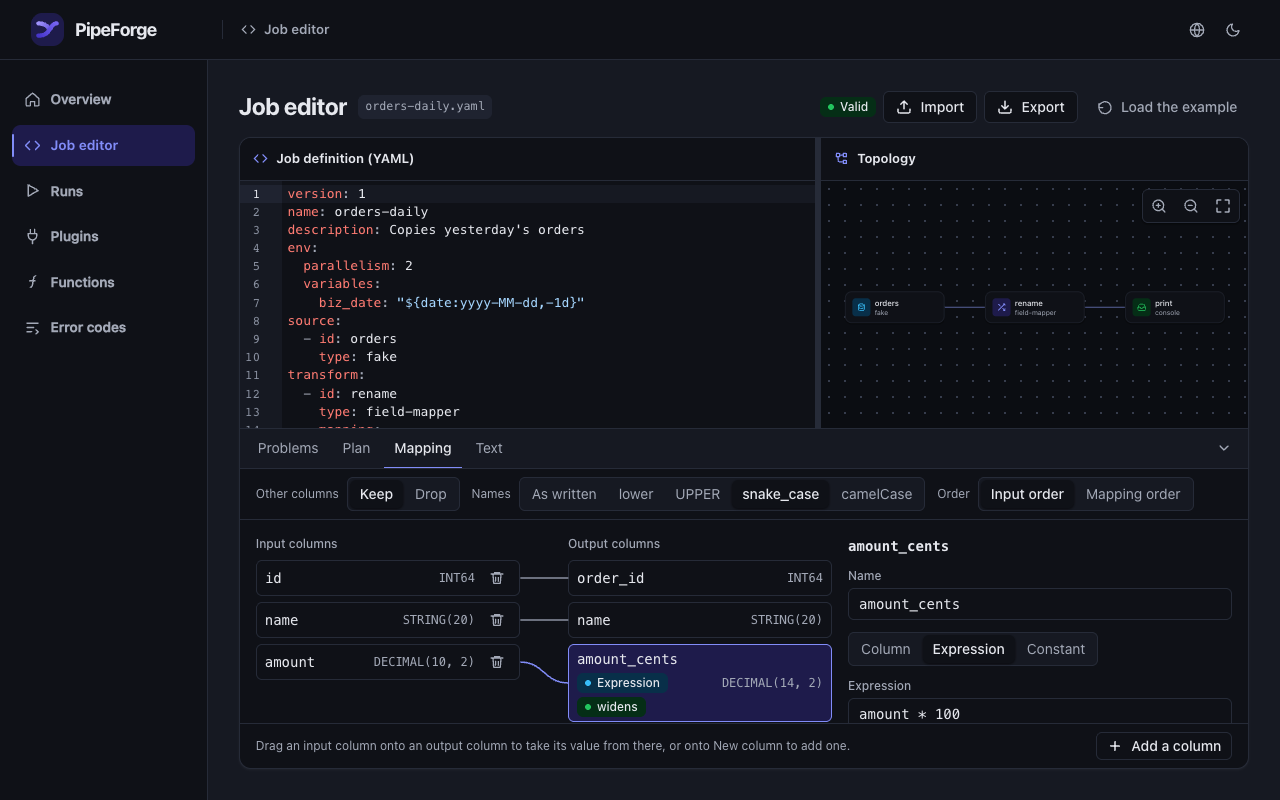 PipeForge
Job editor
Overview
Job editor
Runs
Plugins
Functions
Error codes
Job editor
orders-daily.yaml
Valid
Import
Export
Load the example
Job definition (YAML)
1 version: 1
2 name: orders-daily
3 description: Copies yesterday's orders
4 env:
5 parallelism: 2
6 variables:
7 biz_date: "${date:yyyy-MM-dd,-1d}"
8 source:
9 - id: orders
10 type: fake
11 transform:
12 - id: rename
13 type: field-mapper
Topology
orders
fake
rename
field-mapper
print
console
Problems
Plan
Mapping
Text
Other columns Keep Drop Names As written lower UPPER snake_case camelCase Order Input order Mapping order
Input columns
id INT64
name STRING(20)
amount DECIMAL(10, 2)
Output columns
order_id INT64
name STRING(20)
amount_cents
Expression DECIMAL(14, 2)
widens
amount_cents
Name
amount_cents
Column Expression Constant
Expression
amount * 100
Drag an input column onto an output column to take its value from there, or onto New column to add one.
Add a column